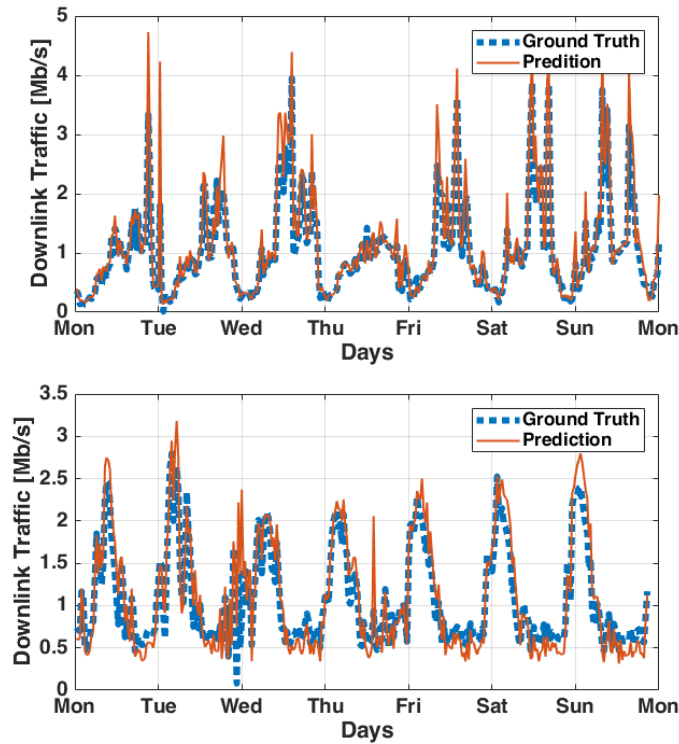 5
4
3
2
1
0
Downlink Traffic [Mb/s]
Ground Truth
Predition
Mon Tue Wed Thu Fri Sat Sun Mon
Days
3.5
3
2.5
2
1.5
1
0.5
0
Downlink Traffic [Mb/s]
Ground Truth
Prediction
Mon Tue Wed Thu Fri Sat Sun Mon
Days